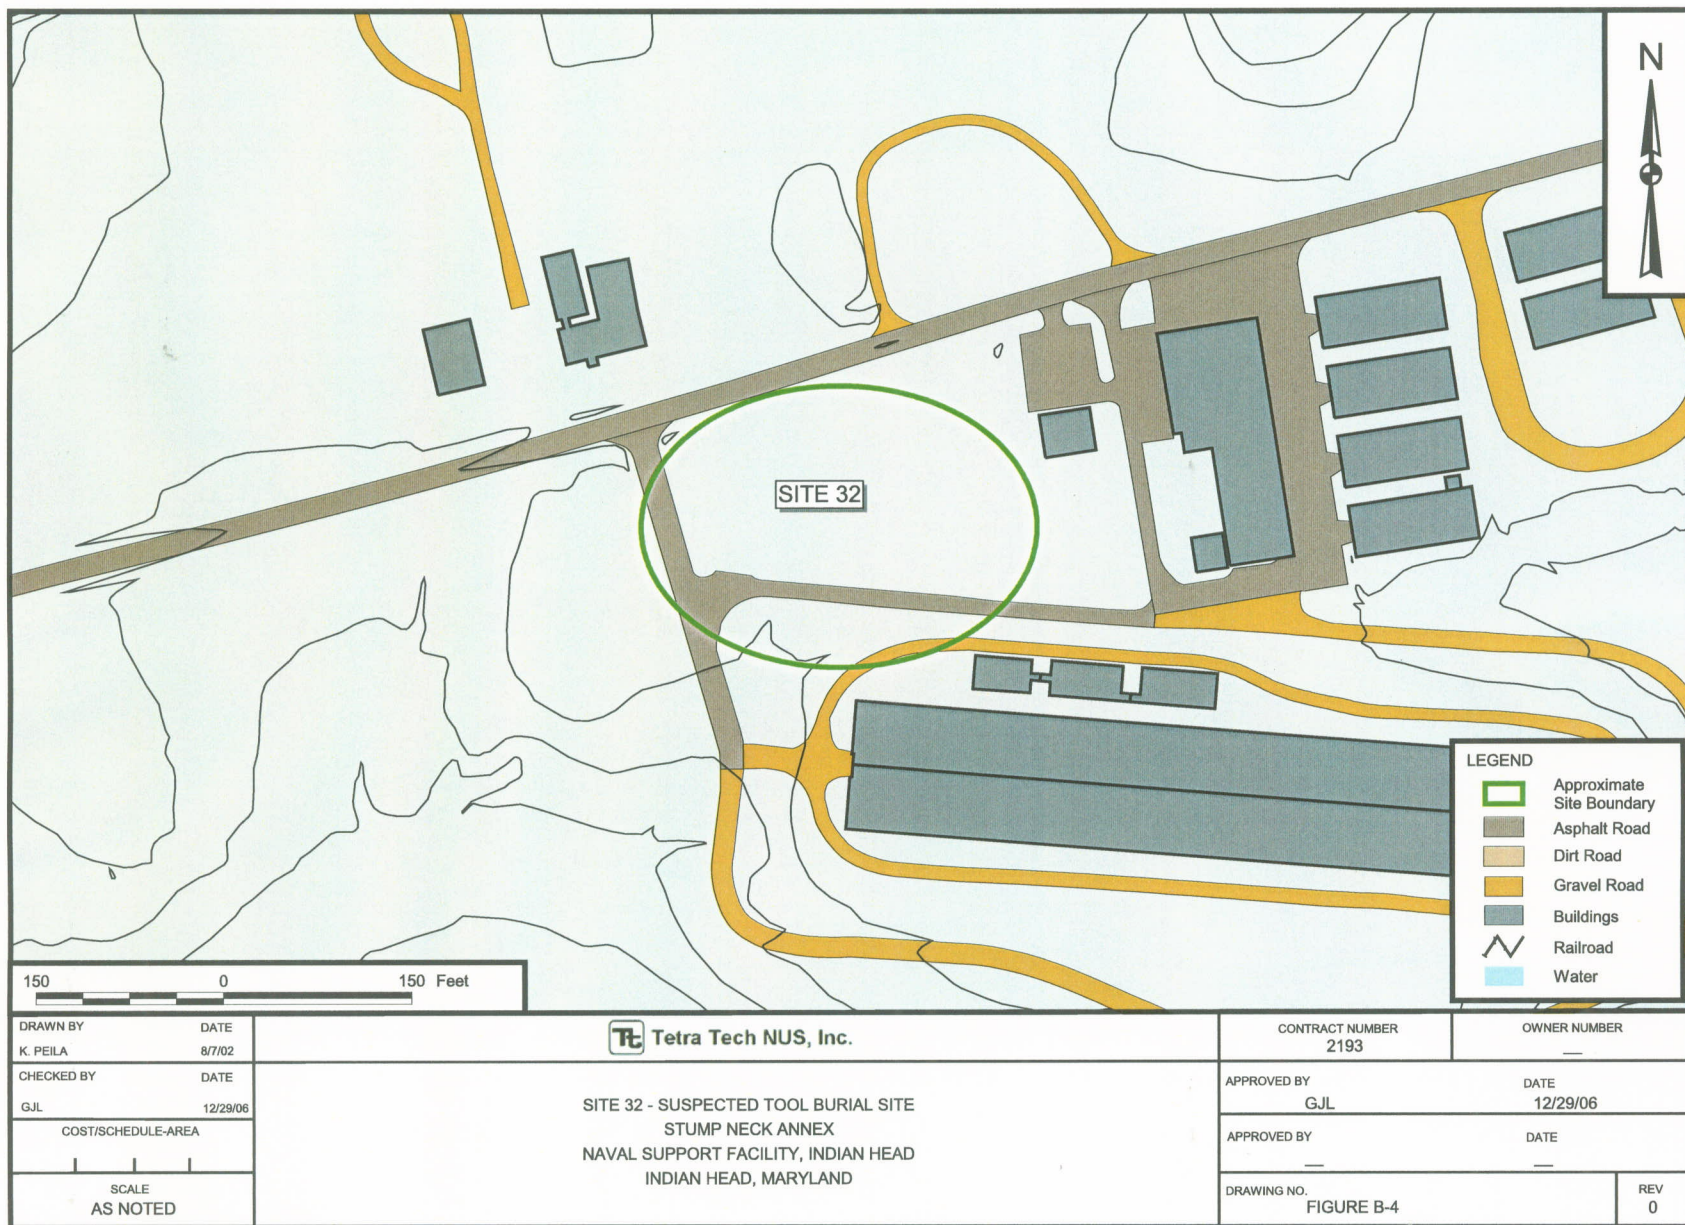 N
SITE 32
LEGEND
Approximate
Site Boundary
Asphalt Road
Dirt Road
Gravel Road
Buildings
Railroad
Water
150 0 150 Feet
DRAWN BY DATE
K. PEILA 8/7/02
CHECKED BY DATE
GJL 12/29/06
COST/SCHEDULE-AREA
SCALE
AS NOTED
Tt Tetra Tech NUS, Inc.
SITE 32 - SUSPECTED TOOL BURIAL SITE
STUMP NECK ANNEX
NAVAL SUPPORT FACILITY, INDIAN HEAD
INDIAN HEAD, MARYLAND
CONTRACT NUMBER
2193
OWNER NUMBER
—
APPROVED BY DATE
GJL 12/29/06
APPROVED BY DATE
— —
DRAWING NO.
FIGURE B-4
REV
0